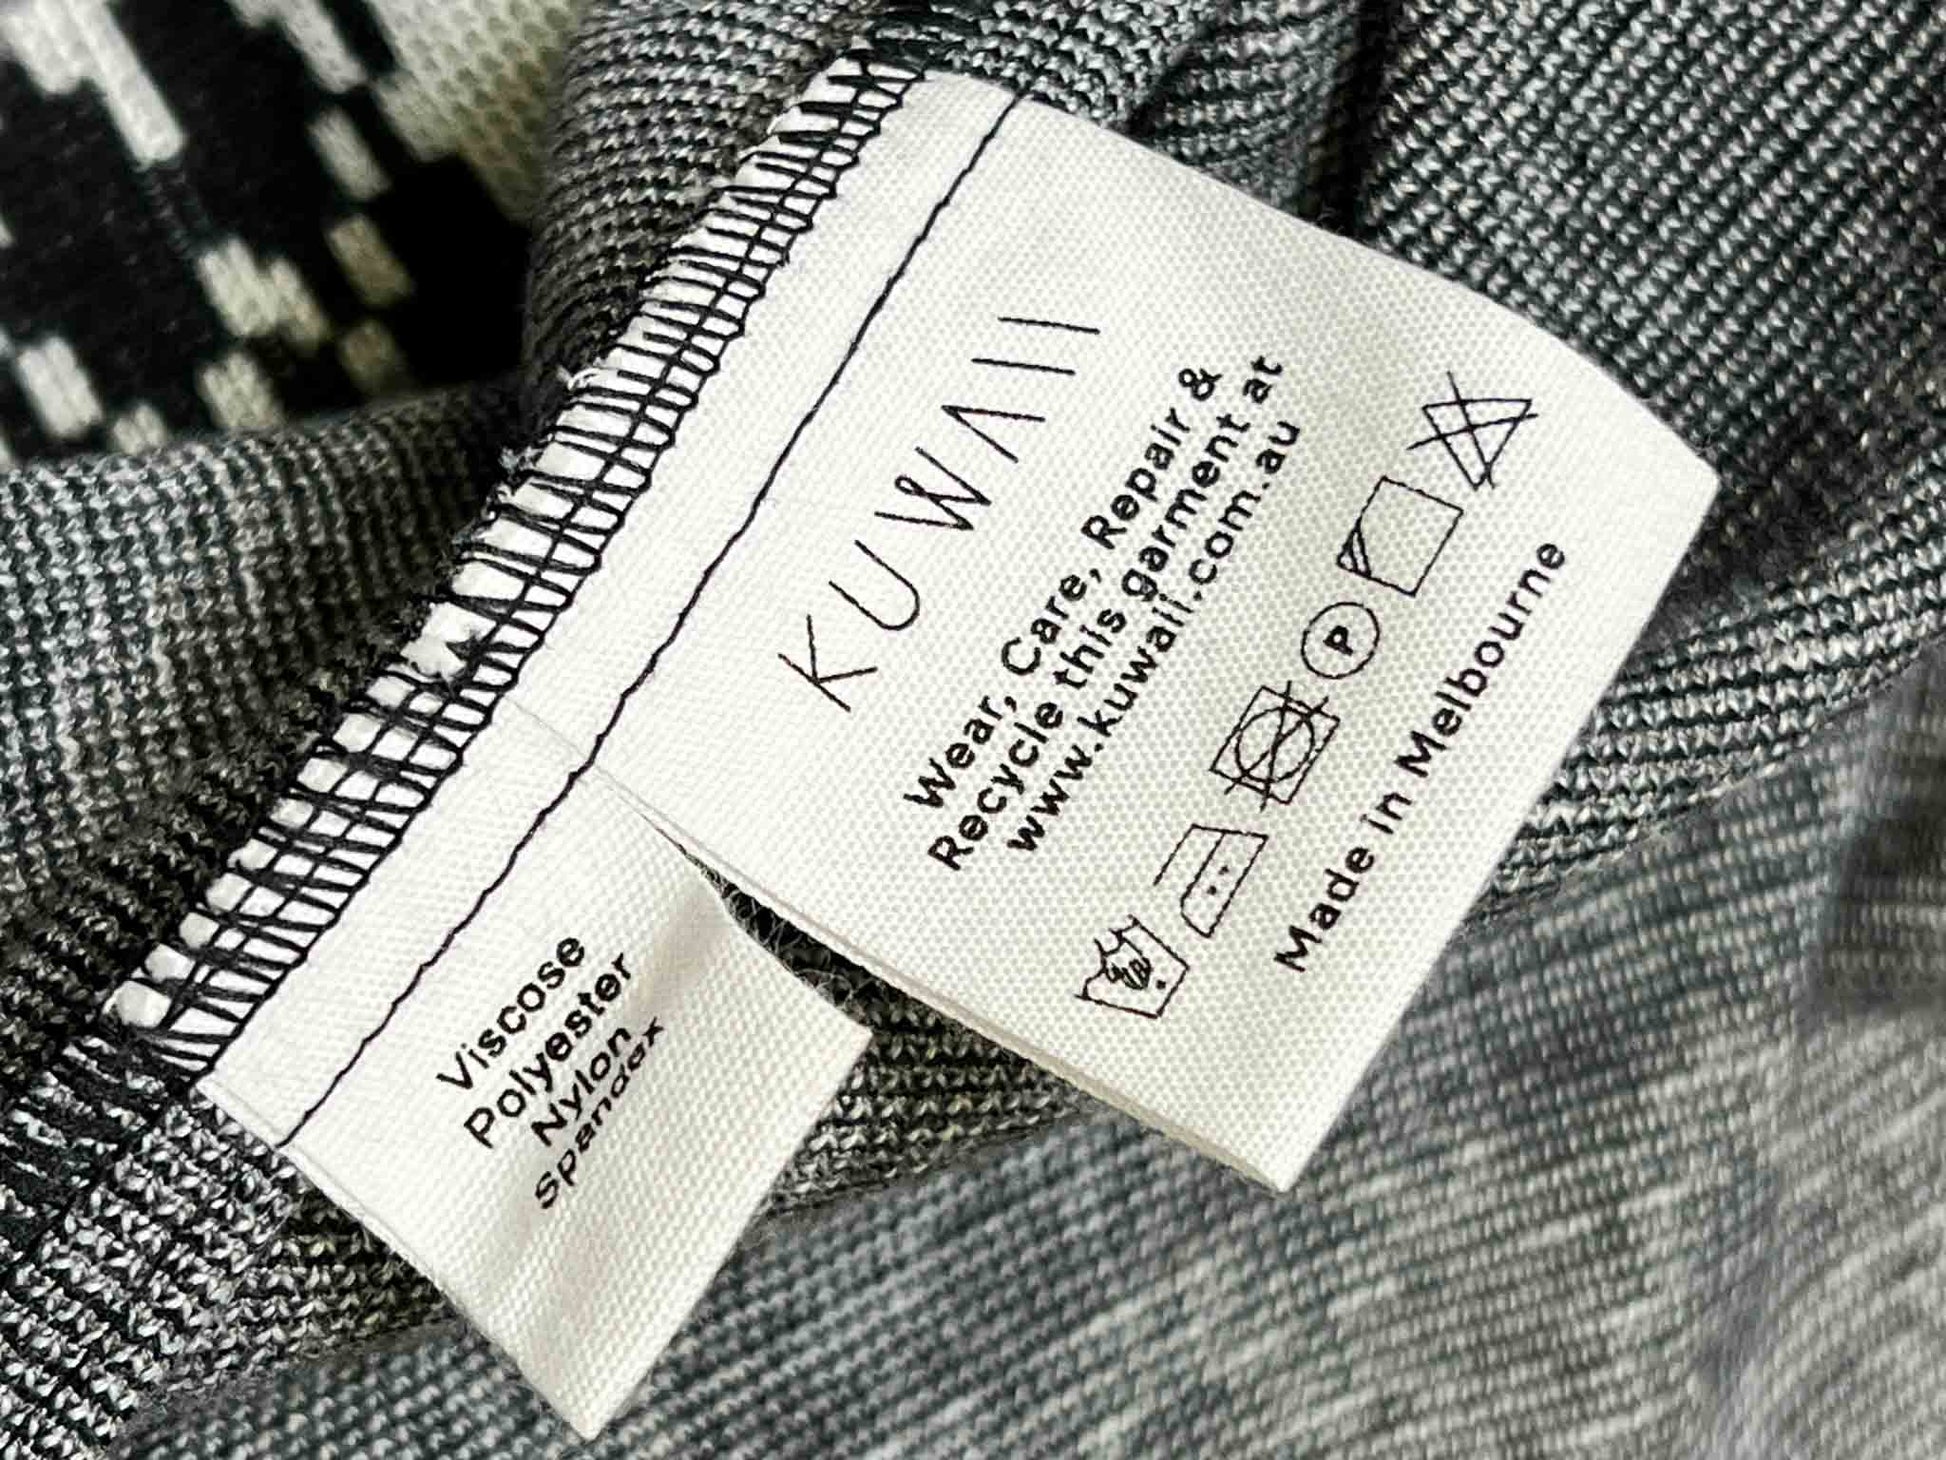 KUWAII
Wear, Care, Repair &
Recycle this garment at
www.kuwaii.com.au
P
Made in Melbourne
Viscose
Polyester
Nylon
Spandex